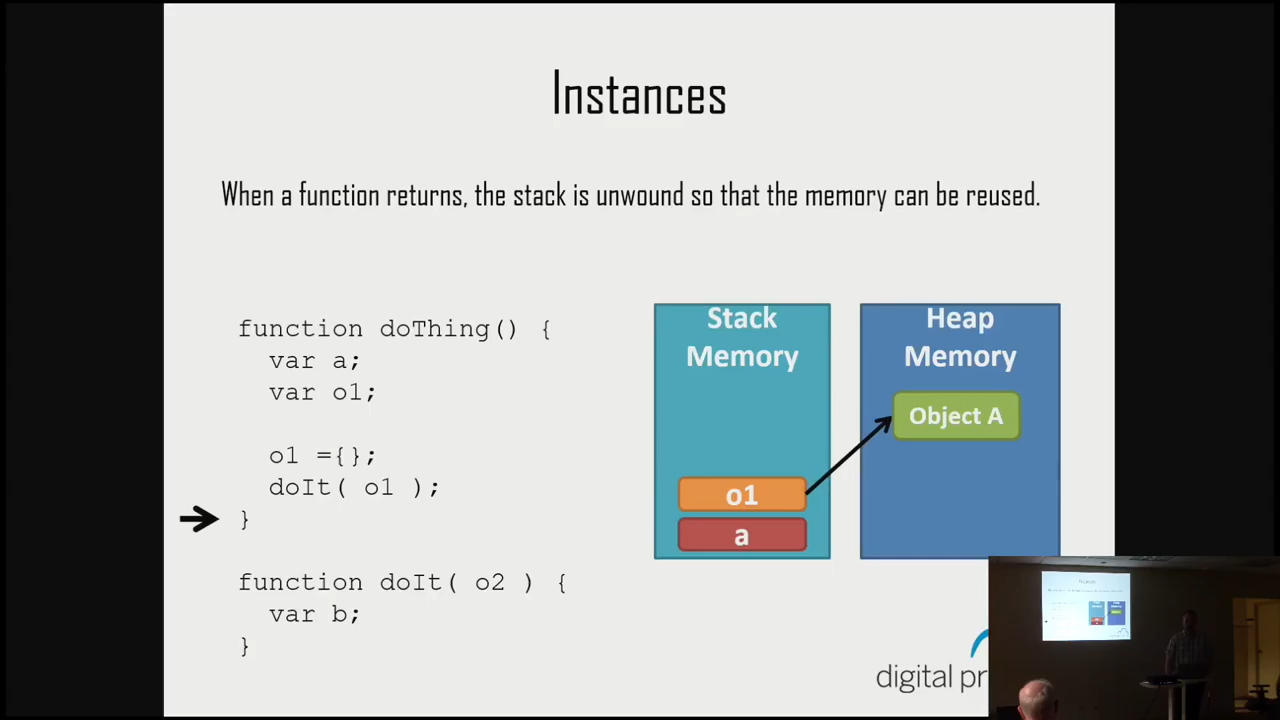 Instances
When a function returns, the stack is unwound so that the memory can be reused.
function doThing() {
var a;
var o1;
o1 ={};
doIt( o1 );
}
function doIt( o2 ) {
var b;
}
Stack
Memory
o1
a
Heap
Memory
Object A
digital pr